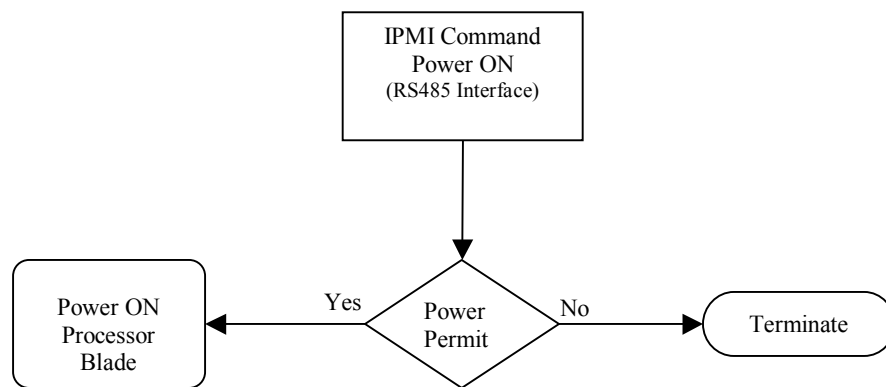 IPMI Command
Power ON
(RS485 Interface)
Yes
No
Power ON
Processor
Blade
Power
Permit
Terminate